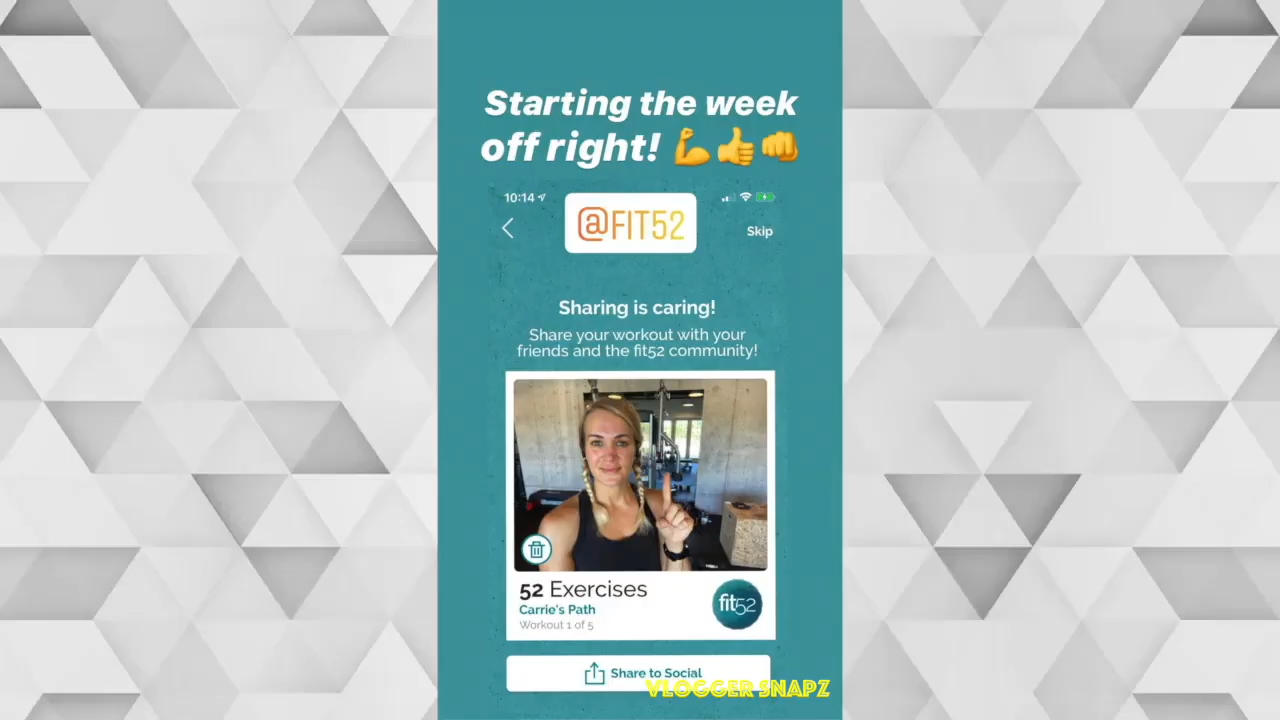 Starting the week
off right! 💪👍👊
10:14
@FIT52
Skip
Sharing is caring!
Share your workout with your
friends and the fit52 community!
52 Exercises
Carrie's Path
Workout 1 of 5
fit52
Share to Social
VLOGGER SNAPZ